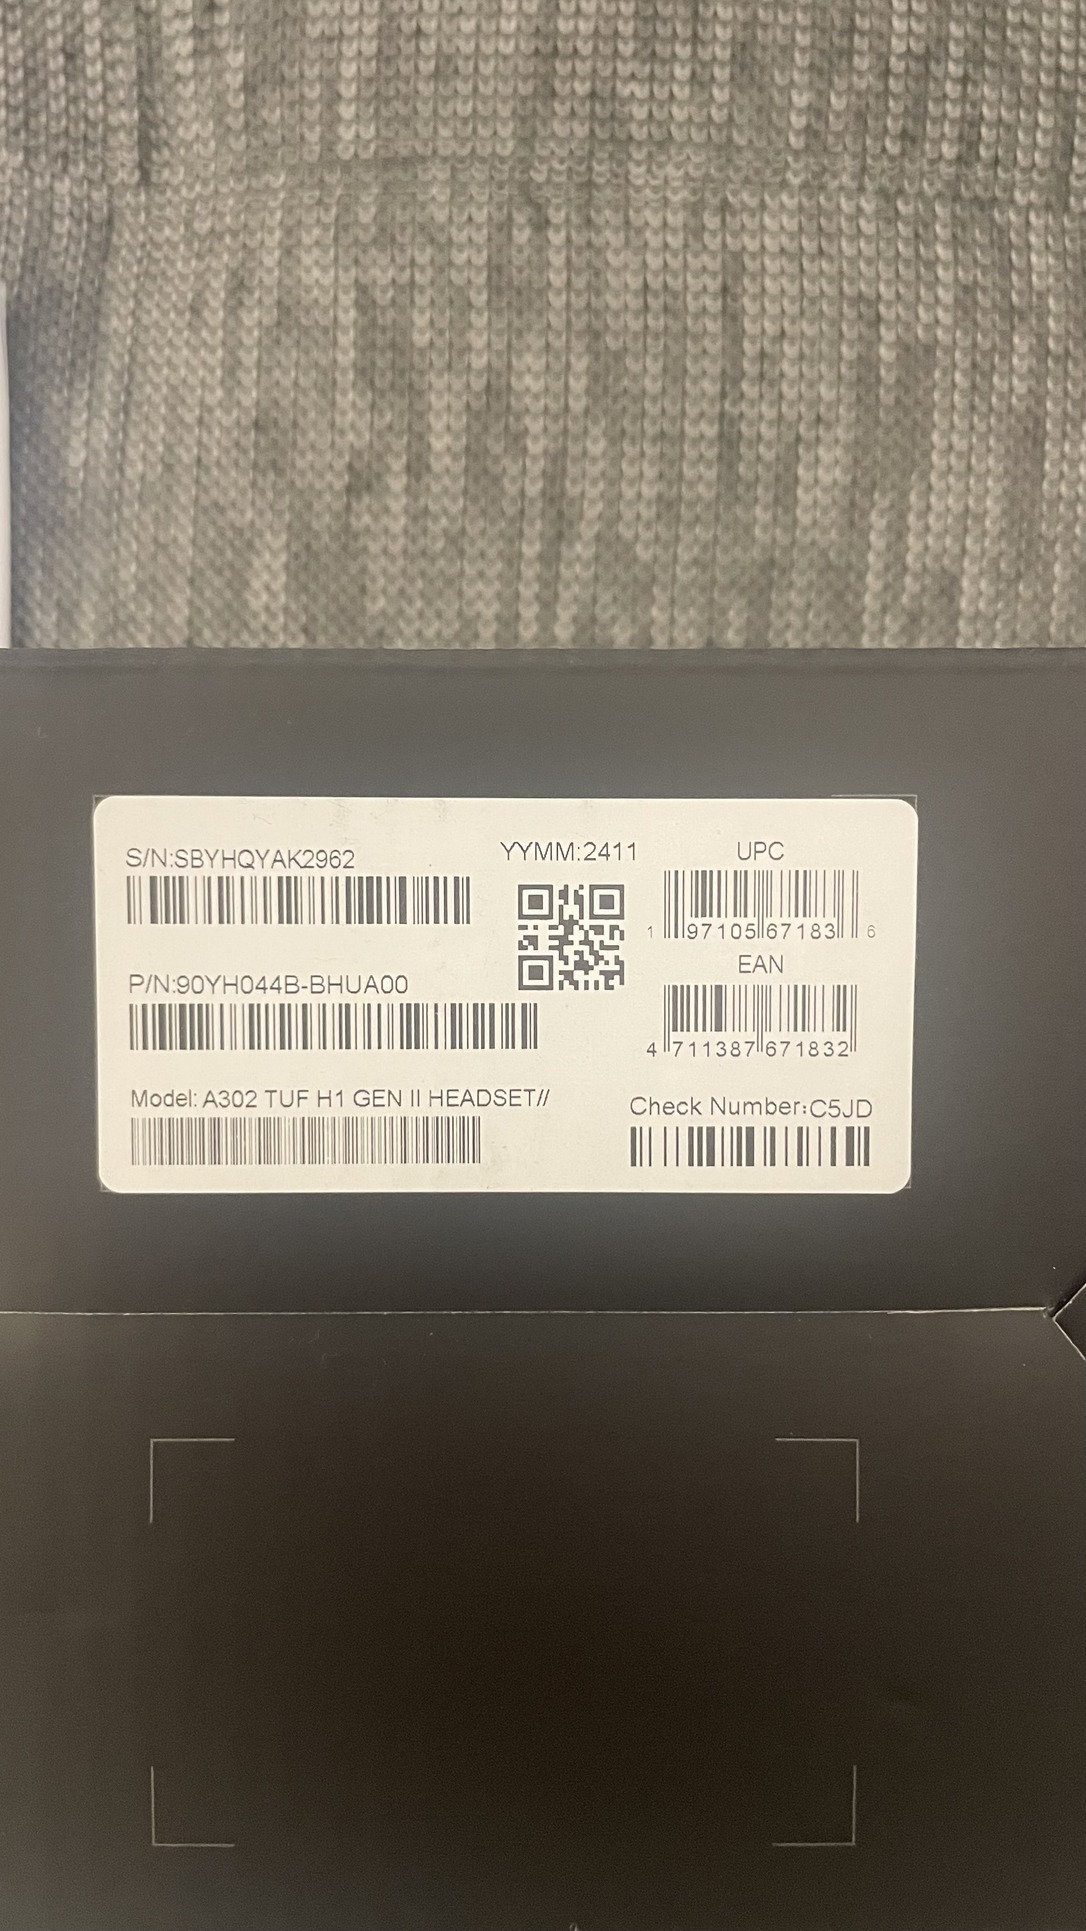 S/N:SBYHQYAK2962
YYMM:2411
UPC
1 97105 67183 6
EAN
P/N:90YH044B-BHUA00
4 711387 671832
Model: A302 TUF H1 GEN II HEADSET//
Check Number:C5JD